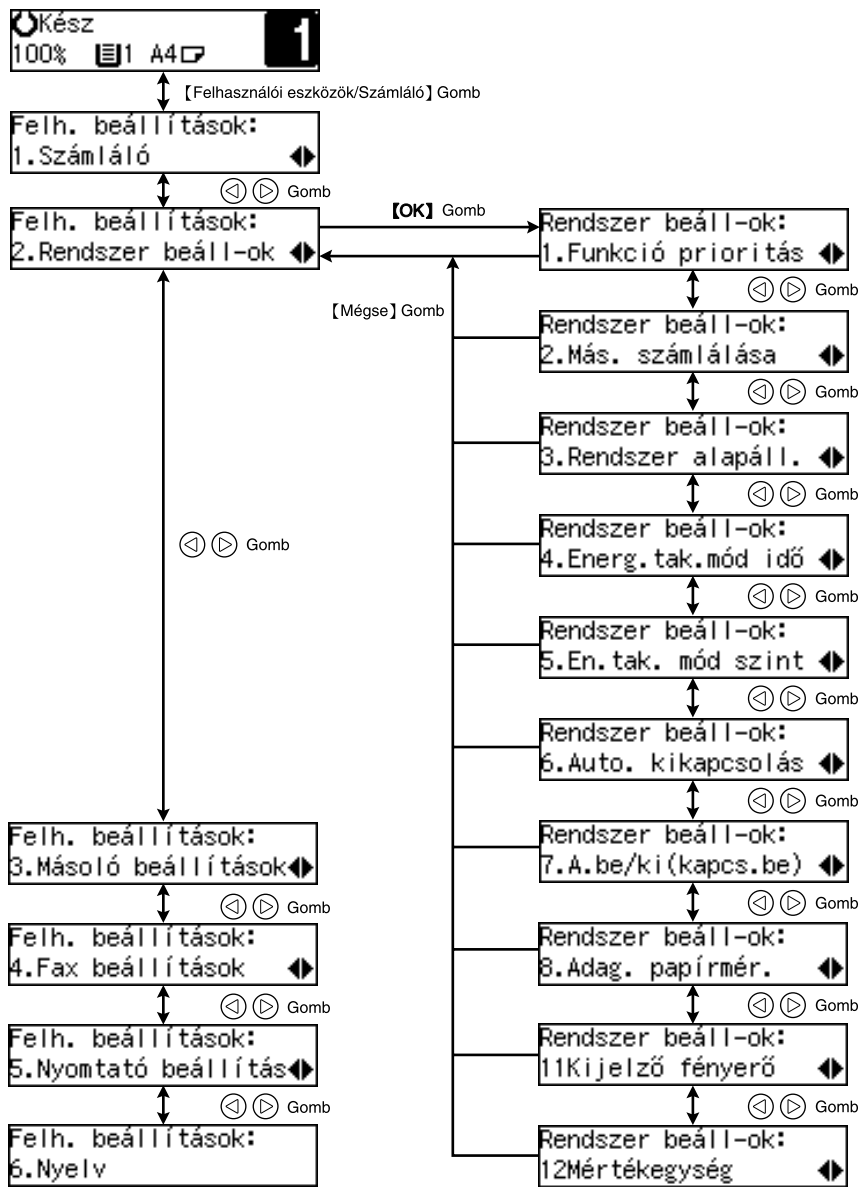 Kész
100% 1 A4 1
【Felhasználói eszközök/Számláló】Gomb
Felh. beállítások:
1.Számláló
Gomb
Felh. beállítások:
2.Rendszer beáll-ok
【OK】 Gomb
【Mégse】Gomb
Gomb
Felh. beállítások:
3.Másoló beállítások
Gomb
Felh. beállítások:
4.Fax beállítások
Gomb
Felh. beállítások:
5.Nyomtató beállítás
Gomb
Felh. beállítások:
6.Nyelv
Rendszer beáll-ok:
1.Funkció prioritás
Gomb
Rendszer beáll-ok:
2.Más. számlálása
Gomb
Rendszer beáll-ok:
3.Rendszer alapáll.
Gomb
Rendszer beáll-ok:
4.Energ.tak.mód idő
Gomb
Rendszer beáll-ok:
5.En.tak. mód szint
Gomb
Rendszer beáll-ok:
6.Auto. kikapcsolás
Gomb
Rendszer beáll-ok:
7.A.be/ki(kapcs.be)
Gomb
Rendszer beáll-ok:
8.Adag. papírmér.
Gomb
Rendszer beáll-ok:
11Kijelző fényerő
Gomb
Rendszer beáll-ok:
12Mértékegység